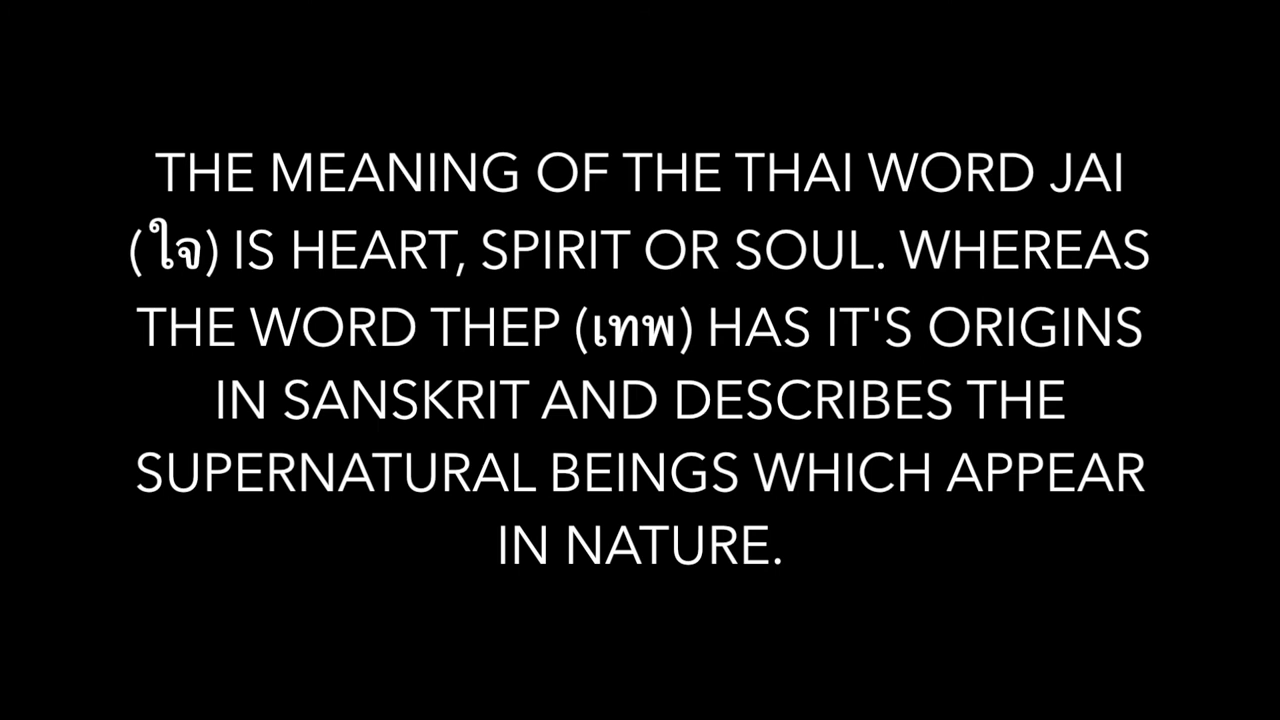 THE MEANING OF THE THAI WORD JAI
(ใจ) IS HEART, SPIRIT OR SOUL. WHEREAS
THE WORD THEP (เทพ) HAS IT'S ORIGINS
IN SANSKRIT AND DESCRIBES THE
SUPERNATURAL BEINGS WHICH APPEAR
IN NATURE.